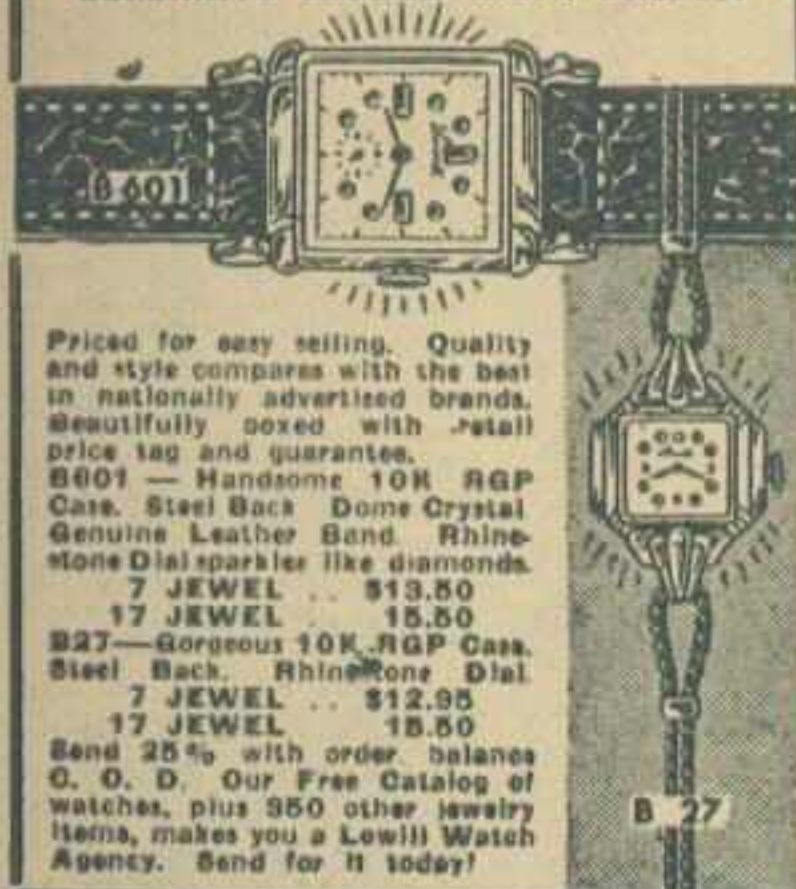 B 601
Priced for easy selling. Quality
and style compares with the best
in nationally advertised brands.
Beautifully boxed with retail
price tag and guarantee.
B601 — Handsome 10K RGP
Case. Steel Back Dome Crystal
Genuine Leather Band. Rhine-
stone Dial sparkles like diamonds.
7 JEWEL .. $13.50
17 JEWEL 15.50
B27—Gorgeous 10K RGP Case.
Steel Back. Rhinestone Dial
7 JEWEL .. $12.95
17 JEWEL 15.50
Send 25% with order balance
C. O. D. Our Free Catalog of
watches, plus 350 other jewelry
items, makes you a Lowill Watch
Agency. Send for it today!
B 27